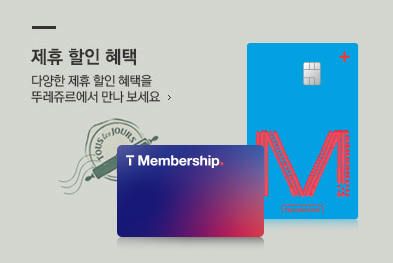 제휴 할인 혜택
다양한 제휴 할인 혜택을
뚜레쥬르에서 만나 보세요 >
TOUS les JOURS
T Membership.
M